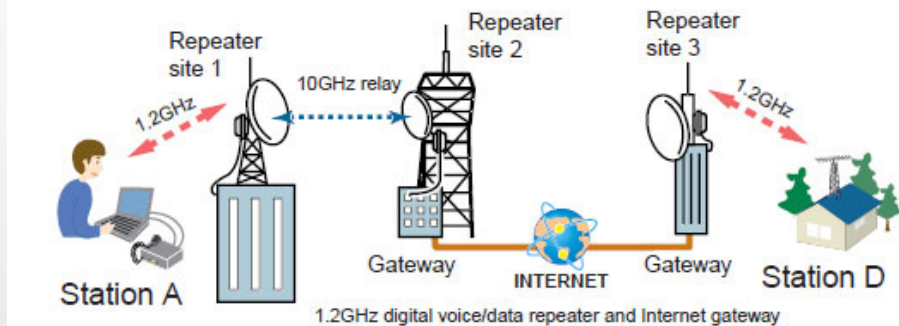 Repeater
site 1
Repeater
site 2
Repeater
site 3
10GHz relay
1.2GHz
1.2GHz
Gateway
INTERNET
Gateway
Station A
Station D
1.2GHz digital voice/data repeater and Internet gateway